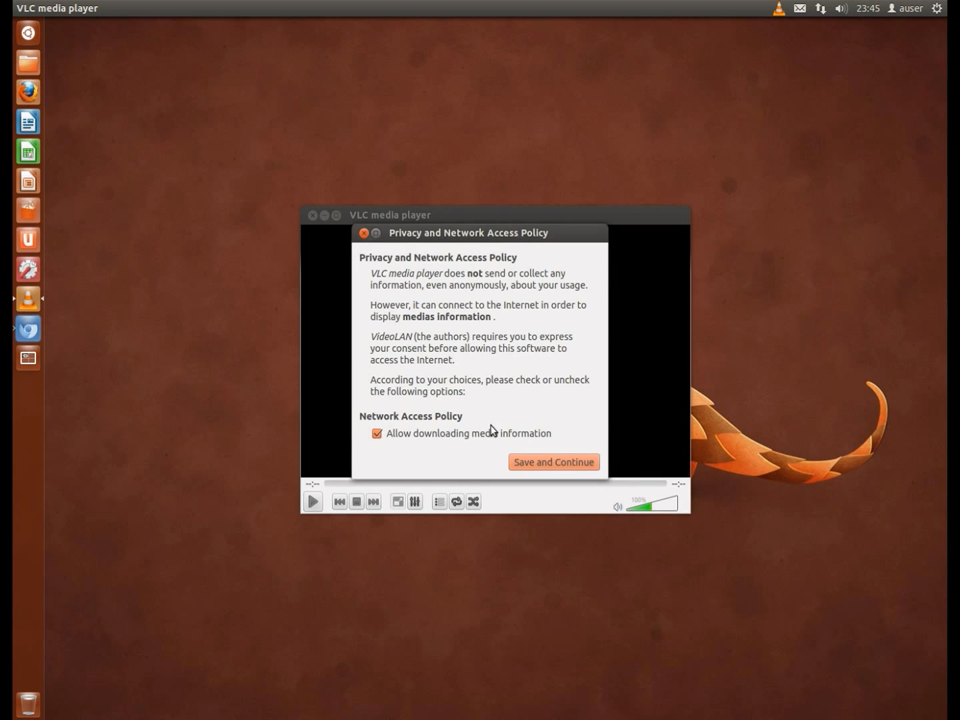 VLC media player
23:45
auser
VLC media player
Privacy and Network Access Policy
Privacy and Network Access Policy
VLC media player does not send or collect any
information, even anonymously, about your usage.
However, it can connect to the Internet in order to
display medias information .
VideoLAN (the authors) requires you to express
your consent before allowing this software to
access the Internet.
According to your choices, please check or uncheck
the following options:
Network Access Policy
Allow downloading media information
Save and Continue
--:--
--:--
100%